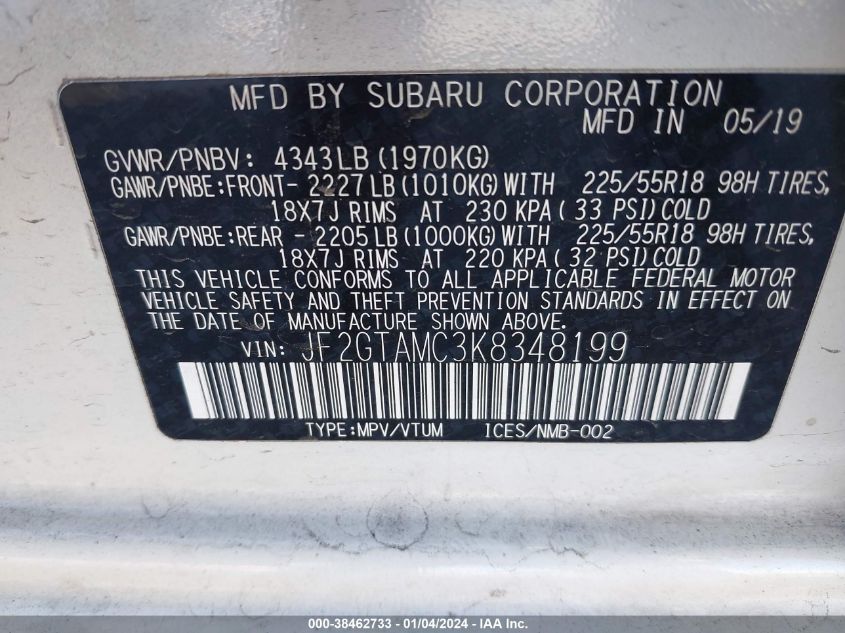 MFD BY SUBARU CORPORATION
MFD IN 05/19
GVWR/PNBV: 4343LB (1970KG)
GAWR/PNBE:FRONT- 2227LB (1010KG) WITH 225/55R18 98H TIRES,
18X7J RIMS AT 230 KPA ( 33 PSI) COLD
GAWR/PNBE:REAR - 2205LB (1000KG) WITH 225/55R18 98H TIRES,
18X7J RIMS AT 220 KPA ( 32 PSI) COLD
THIS VEHICLE CONFORMS TO ALL APPLICABLE FEDERAL MOTOR
VEHICLE SAFETY AND THEFT PREVENTION STANDARDS IN EFFECT ON
THE DATE OF MANUFACTURE SHOWN ABOVE.
VIN: JF2GTAMC3K8348199
TYPE:MPV/VTUM ICES/NMB-002
000-38462733 - 01/04/2024 - IAAI.com